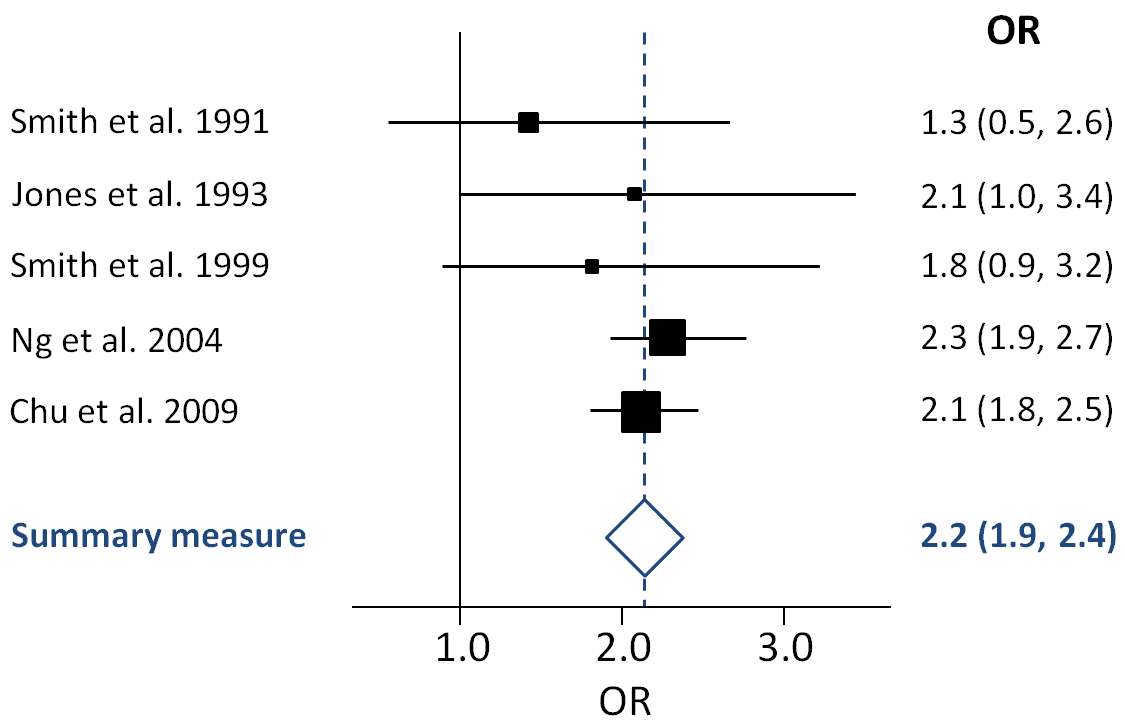 OR
Smith et al. 1991 1.3 (0.5, 2.6)
Jones et al. 1993 2.1 (1.0, 3.4)
Smith et al. 1999 1.8 (0.9, 3.2)
Ng et al. 2004 2.3 (1.9, 2.7)
Chu et al. 2009 2.1 (1.8, 2.5)
Summary measure 2.2 (1.9, 2.4)
1.0 2.0 3.0
OR